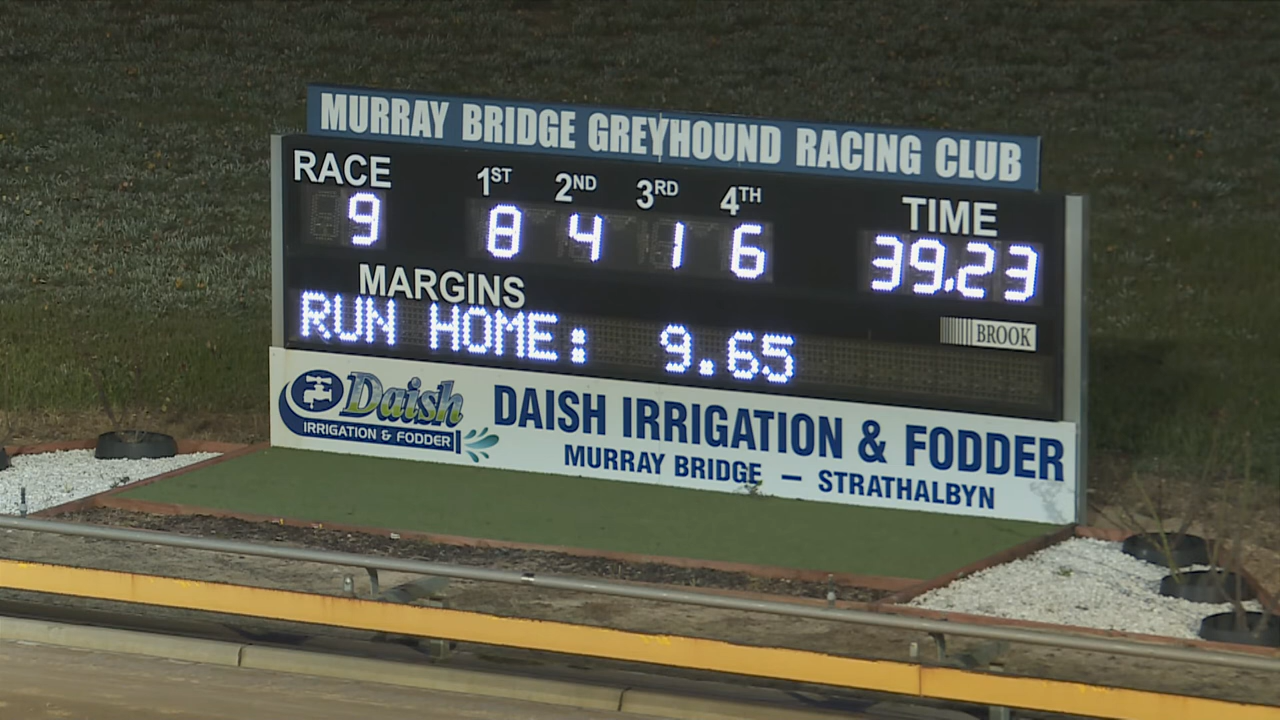 MURRAY BRIDGE GREYHOUND RACING CLUB
RACE 1ST 2ND 3RD 4TH TIME
9 8 4 1 6 39.23
MARGINS
RUN HOME: 9.65
BROOK
Daish
IRRIGATION & FODDER
DAISH IRRIGATION & FODDER
MURRAY BRIDGE – STRATHALBYN